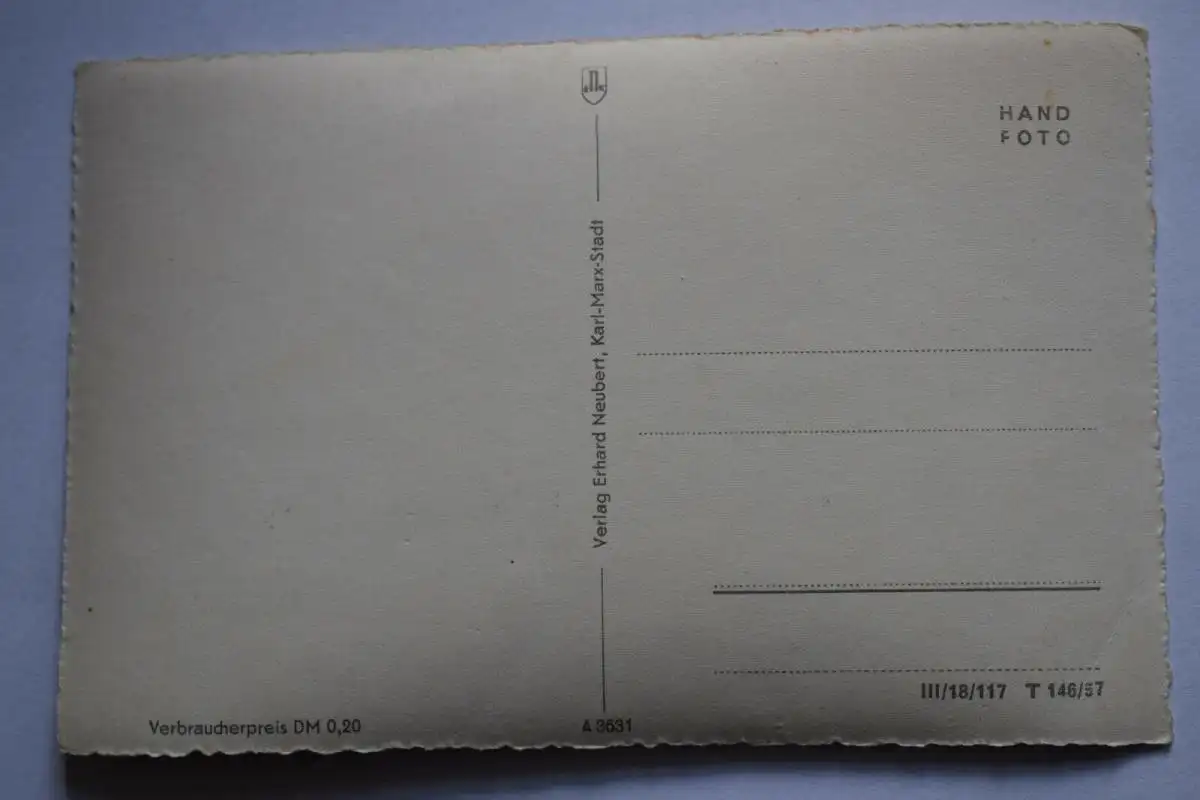 HAND
FOTO
Verlag Erhard Neubert, Karl-Marx-Stadt
III/18/117 T 146/57
Verbraucherpreis DM 0,20
A 3631